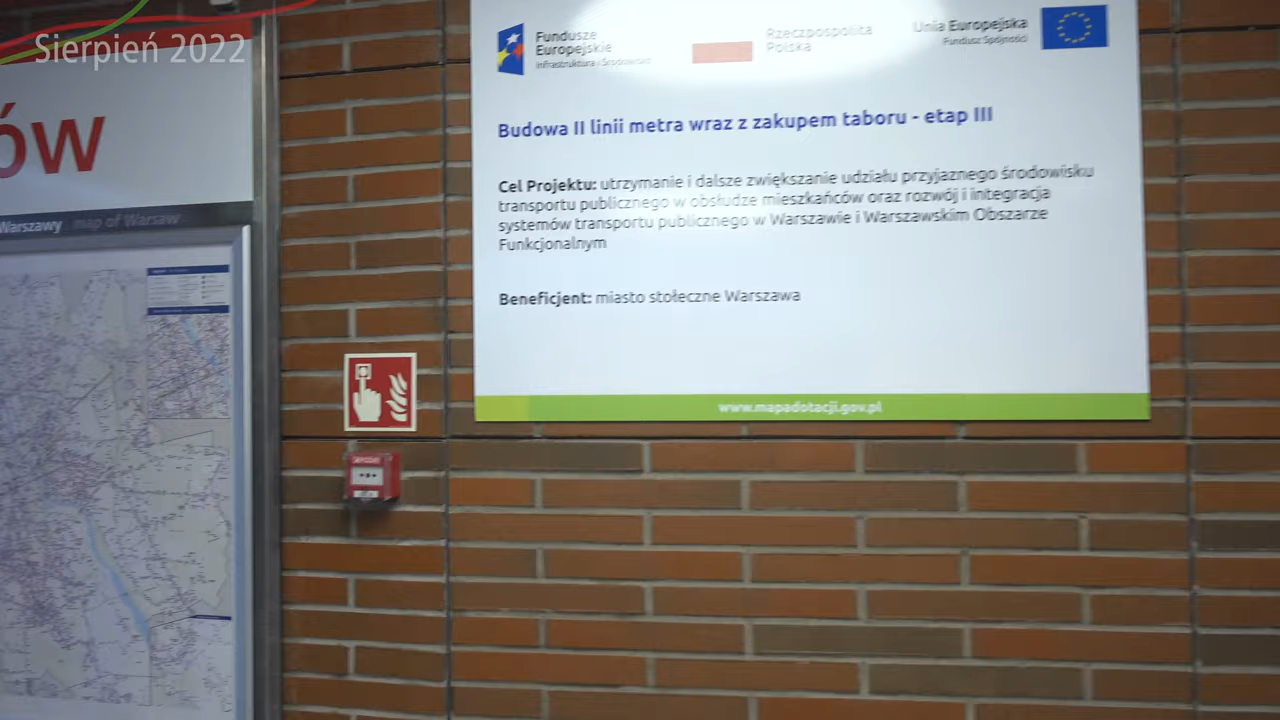 Sierpień 2022
ów
Warszawy map of Warsaw
Fundusze
Europejskie
Infrastruktura i Środowisko
Rzeczpospolita
Polska
Unia Europejska
Fundusz Spójności
Budowa II linii metra wraz z zakupem taboru - etap III
Cel Projektu: utrzymanie i dalsze zwiększanie udziału przyjaznego środowisku
transportu publicznego w obsłudze mieszkańców oraz rozwój i integracja
systemów transportu publicznego w Warszawie i Warszawskim Obszarze
Funkcjonalnym
Beneficjent: miasto stołeczne Warszawa
www.mapadotacji.gov.pl